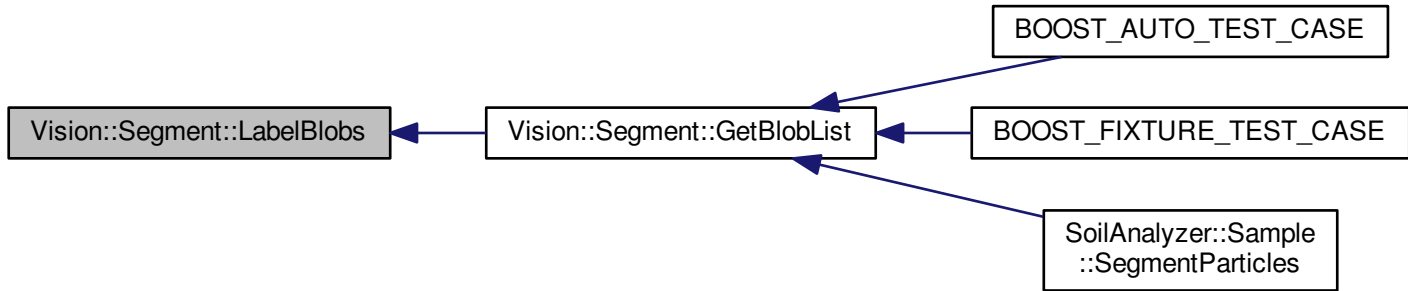 Vision::Segment::LabelBlobs
Vision::Segment::GetBlobList
BOOST_AUTO_TEST_CASE
BOOST_FIXTURE_TEST_CASE
SoilAnalyzer::Sample
::SegmentParticles